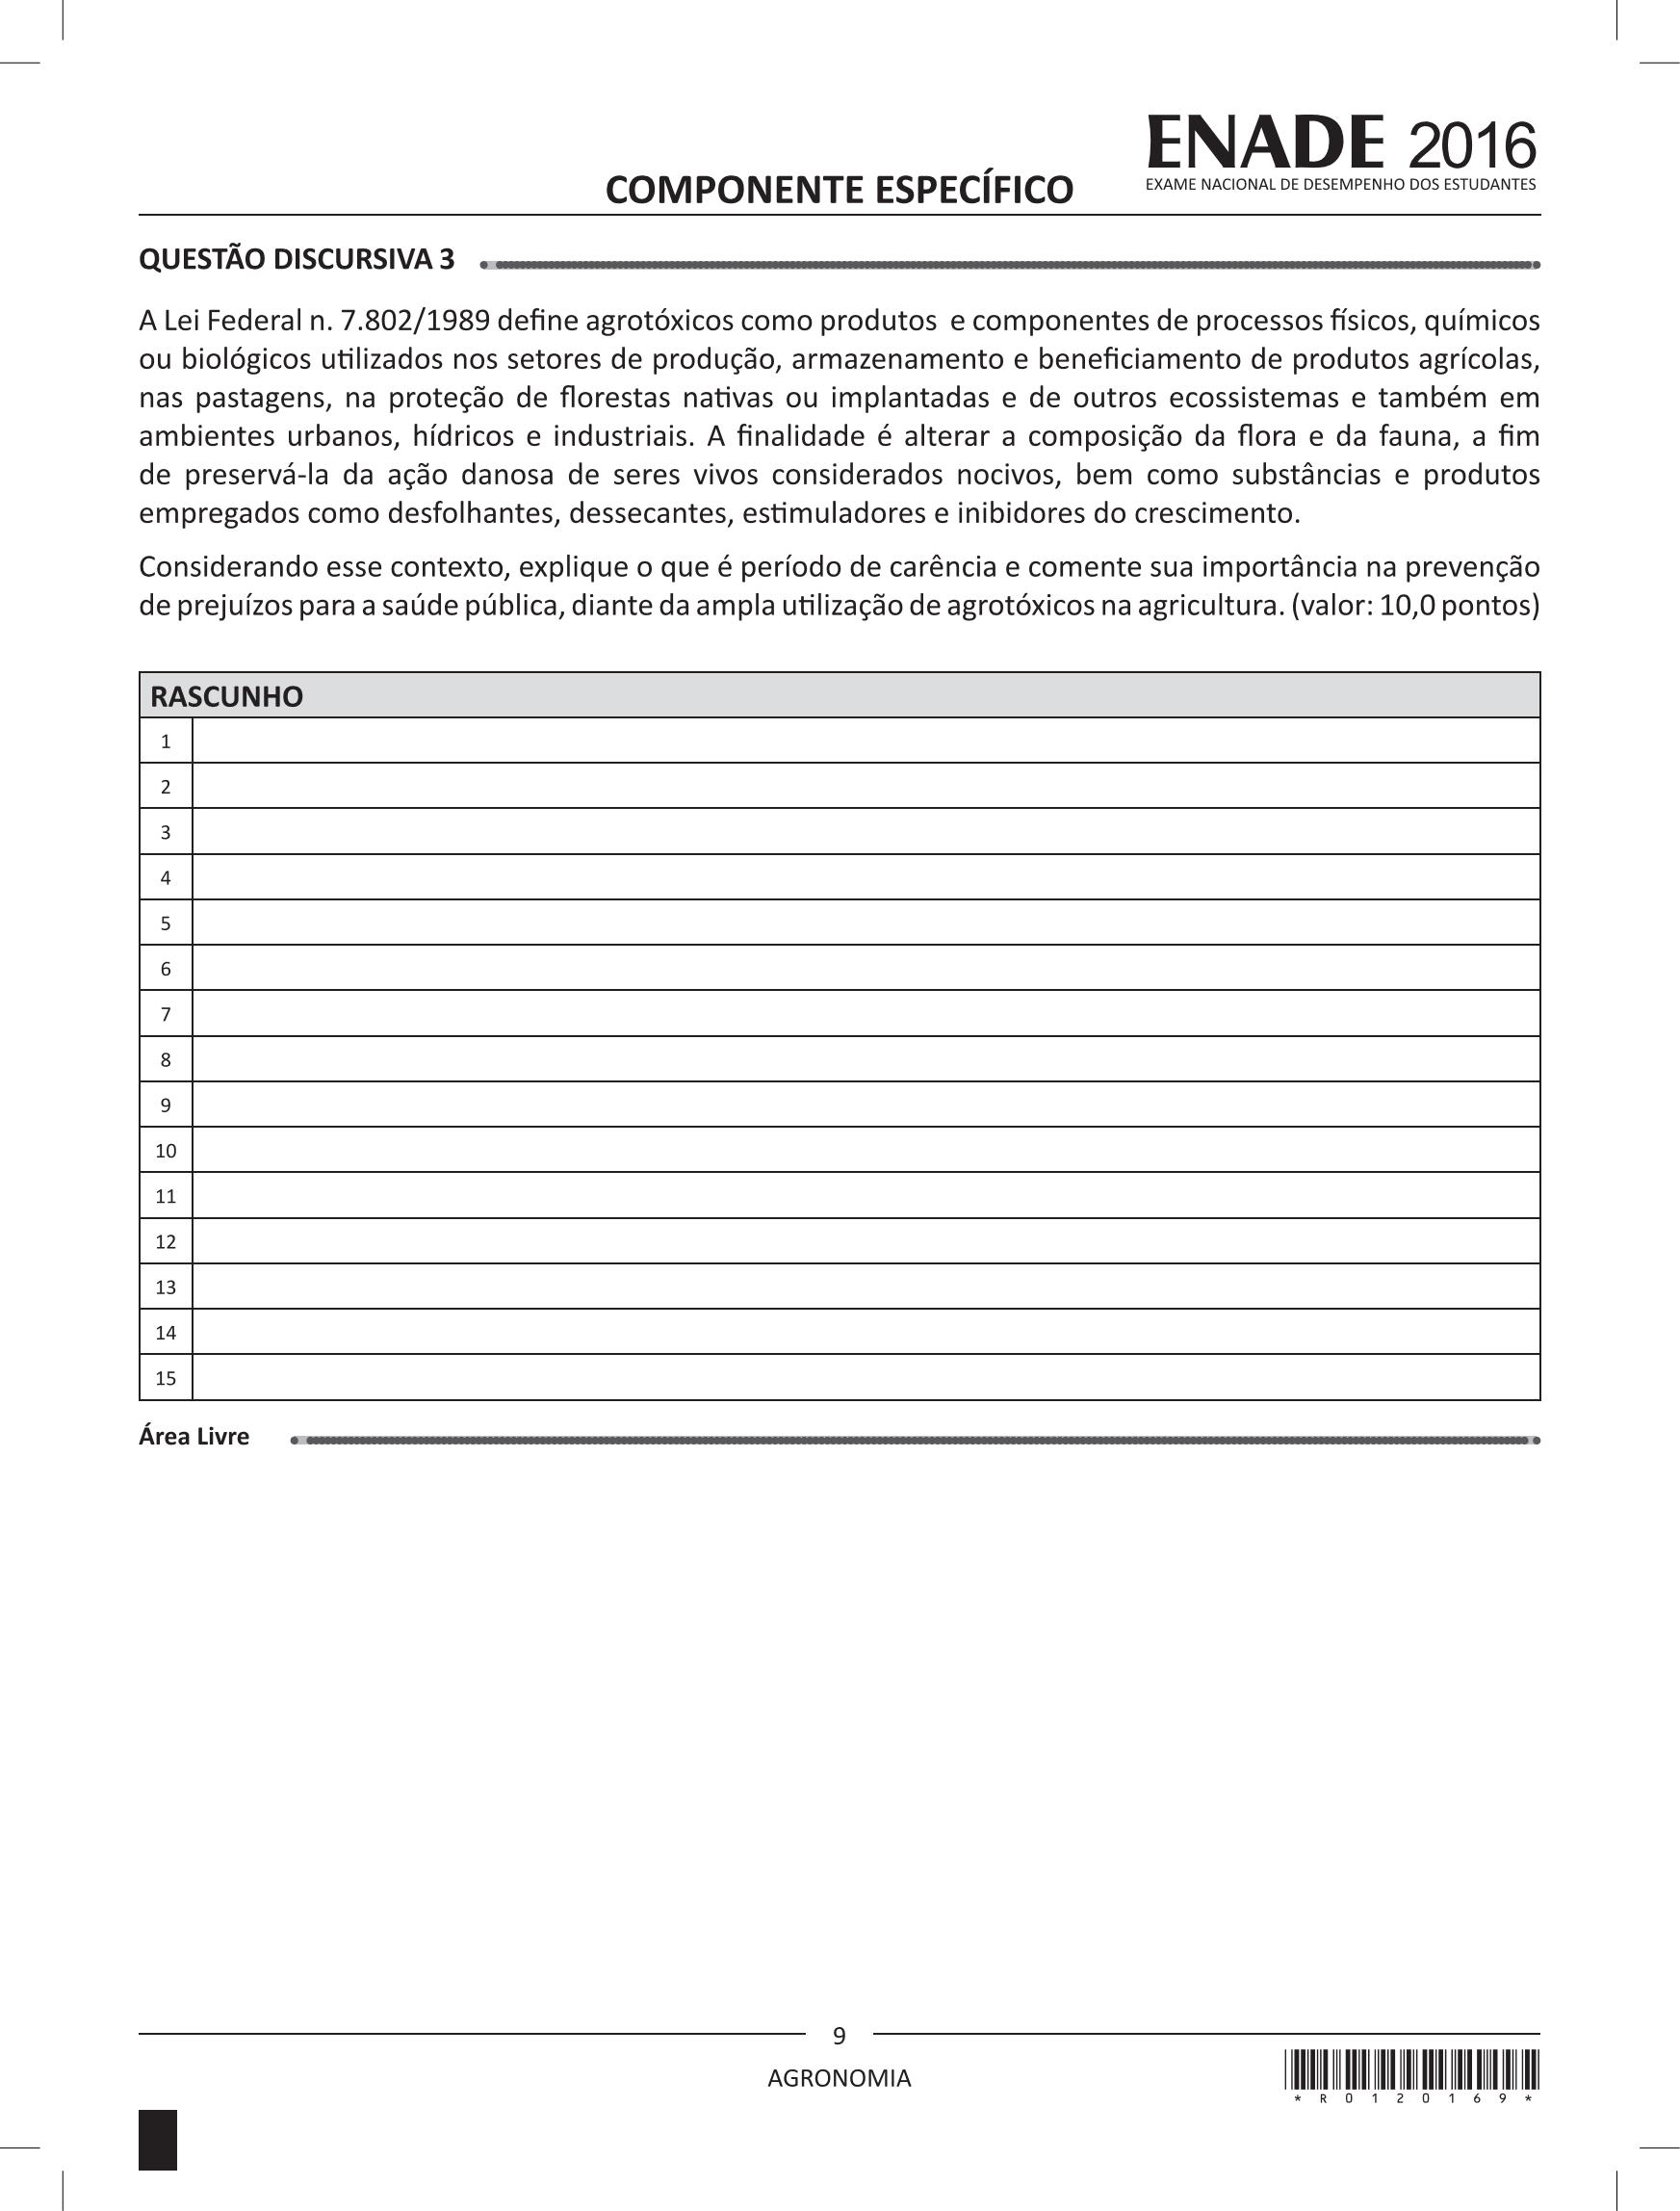 ENADE 2016
EXAME NACIONAL DE DESEMPENHO DOS ESTUDANTES
COMPONENTE ESPECÍFICO
QUESTÃO DISCURSIVA 3
A Lei Federal n. 7.802/1989 define agrotóxicos como produtos e componentes de processos físicos, químicos
ou biológicos utilizados nos setores de produção, armazenamento e beneficiamento de produtos agrícolas,
nas pastagens, na proteção de florestas nativas ou implantadas e de outros ecossistemas e também em
ambientes urbanos, hídricos e industriais. A finalidade é alterar a composição da flora e da fauna, a fim
de preservá-la da ação danosa de seres vivos considerados nocivos, bem como substâncias e produtos
empregados como desfolhantes, dessecantes, estimuladores e inibidores do crescimento.
Considerando esse contexto, explique o que é período de carência e comente sua importância na prevenção
de prejuízos para a saúde pública, diante da ampla utilização de agrotóxicos na agricultura. (valor: 10,0 pontos)
RASCUNHO
1
2
3
4
5
6
7
8
9
10
11
12
13
14
15
Área Livre
9
AGRONOMIA
* R 0 1 2 0 1 6 9 *